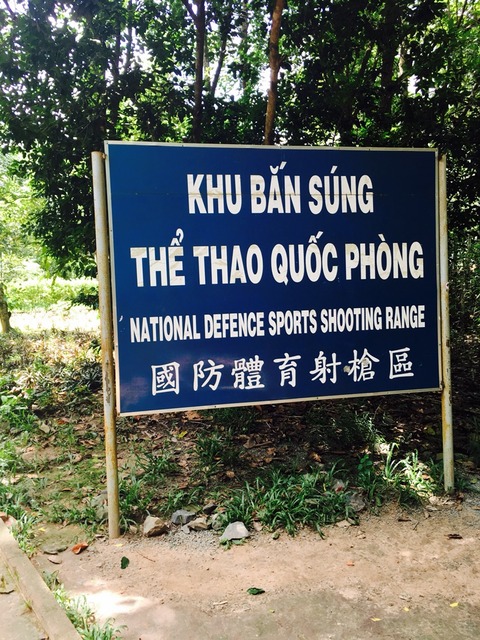 KHU BẮN SÚNG
THỂ THAO QUỐC PHÒNG
NATIONAL DEFENCE SPORTS SHOOTING RANGE
國防體育射槍區